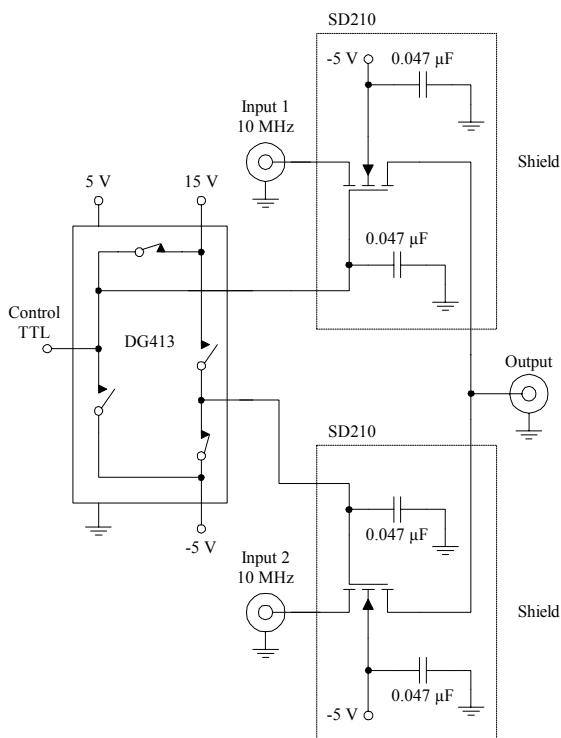 SD210
-5 V
0.047 µF
Input 1
10 MHz
Shield
5 V
15 V
0.047 µF
Control
TTL
DG413
Output
SD210
-5 V
0.047 µF
Input 2
10 MHz
Shield
0.047 µF
-5 V